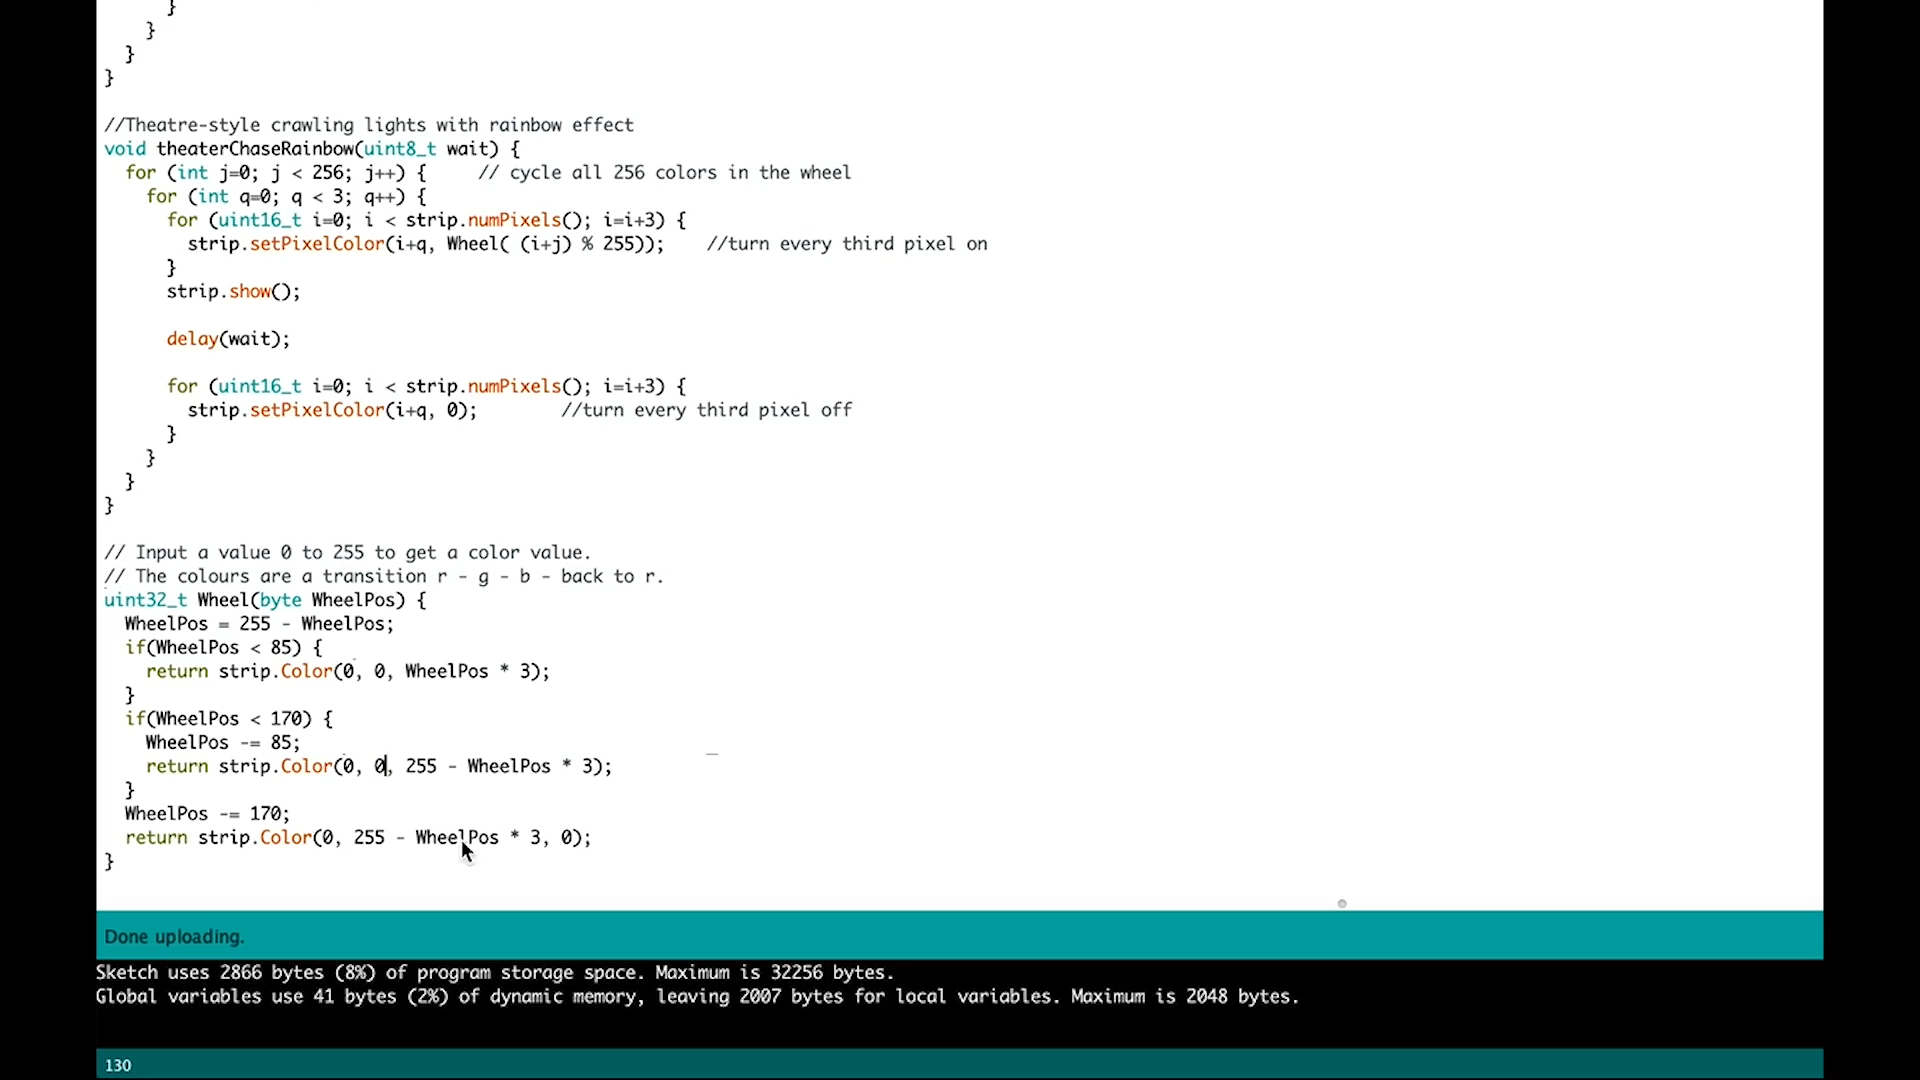 }
}
}
}
//Theatre-style crawling lights with rainbow effect
void theaterChaseRainbow(uint8_t wait) {
for (int j=0; j < 256; j++) { // cycle all 256 colors in the wheel
for (int q=0; q < 3; q++) {
for (uint16_t i=0; i < strip.numPixels(); i=i+3) {
strip.setPixelColor(i+q, Wheel( (i+j) % 255)); //turn every third pixel on
}
strip.show();
delay(wait);
for (uint16_t i=0; i < strip.numPixels(); i=i+3) {
strip.setPixelColor(i+q, 0); //turn every third pixel off
}
}
}
}
// Input a value 0 to 255 to get a color value.
// The colours are a transition r - g - b - back to r.
uint32_t Wheel(byte WheelPos) {
WheelPos = 255 - WheelPos;
if(WheelPos < 85) {
return strip.Color(0, 0, WheelPos * 3);
}
if(WheelPos < 170) {
WheelPos -= 85;
return strip.Color(0, 0, 255 - WheelPos * 3);
}
WheelPos -= 170;
return strip.Color(0, 255 - WheelPos * 3, 0);
}
Done uploading.
Sketch uses 2866 bytes (8%) of program storage space. Maximum is 32256 bytes.
Global variables use 41 bytes (2%) of dynamic memory, leaving 2007 bytes for local variables. Maximum is 2048 bytes.
130